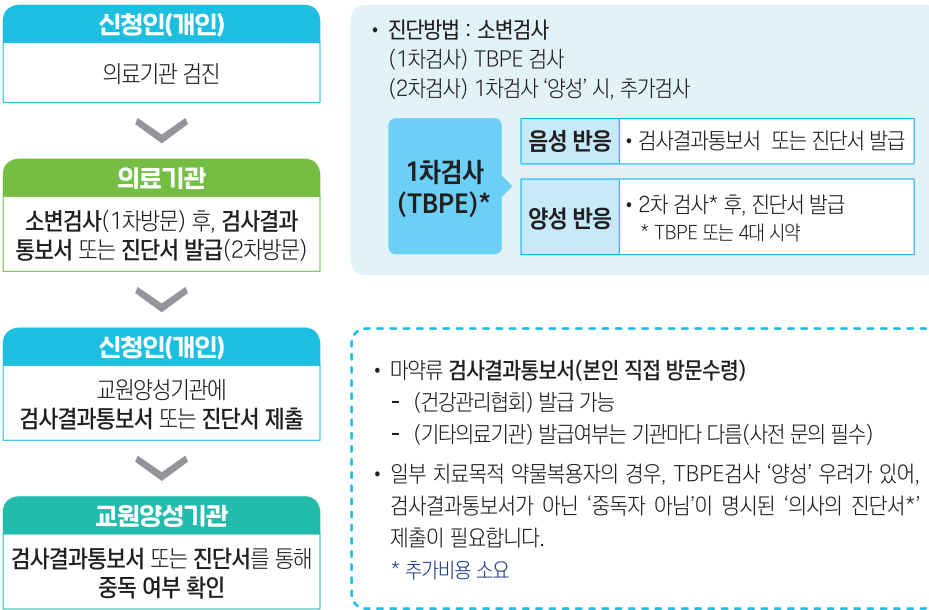 신청인(개인)
의료기관 검진
의료기관
소변검사(1차방문) 후, 검사결과
통보서 또는 진단서 발급(2차방문)
신청인(개인)
교원양성기관에
검사결과통보서 또는 진단서 제출
교원양성기관
검사결과통보서 또는 진단서를 통해
중독 여부 확인
• 진단방법 : 소변검사
(1차검사) TBPE 검사
(2차검사) 1차검사 ‘양성’ 시, 추가검사
1차검사
(TBPE)*
음성 반응 • 검사결과통보서 또는 진단서 발급
양성 반응 • 2차 검사* 후, 진단서 발급
* TBPE 또는 4대 시약
• 마약류 검사결과통보서(본인 직접 방문수령)
- (건강관리협회) 발급 가능
- (기타의료기관) 발급여부는 기관마다 다름(사전 문의 필수)
• 일부 치료목적 약물복용자의 경우, TBPE검사 ‘양성’ 우려가 있어,
검사결과통보서가 아닌 ‘중독자 아님’이 명시된 ‘의사의 진단서*’
제출이 필요합니다.
* 추가비용 소요